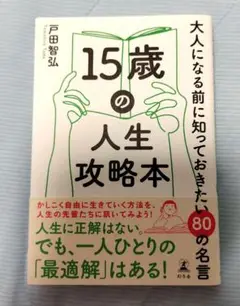 大人になる前に知っておきたい80の名言
戸田智弘
15歳
の
人生
攻略本
かしこく自由に生きていく方法を、
人生の先輩たちに訊いてみよう!
人生に正解はない。
でも、一人ひとりの
「最適解」はある!
幻冬舎